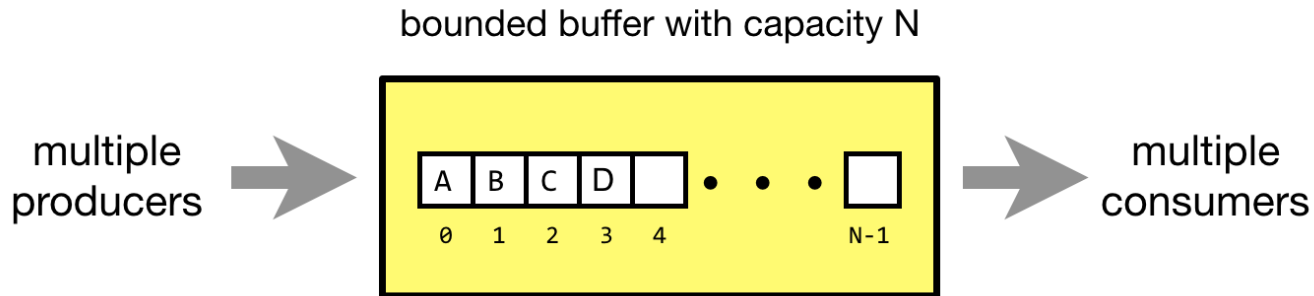 bounded buffer with capacity N
multiple
producers
A B C D
0 1 2 3 4 N-1
multiple
consumers